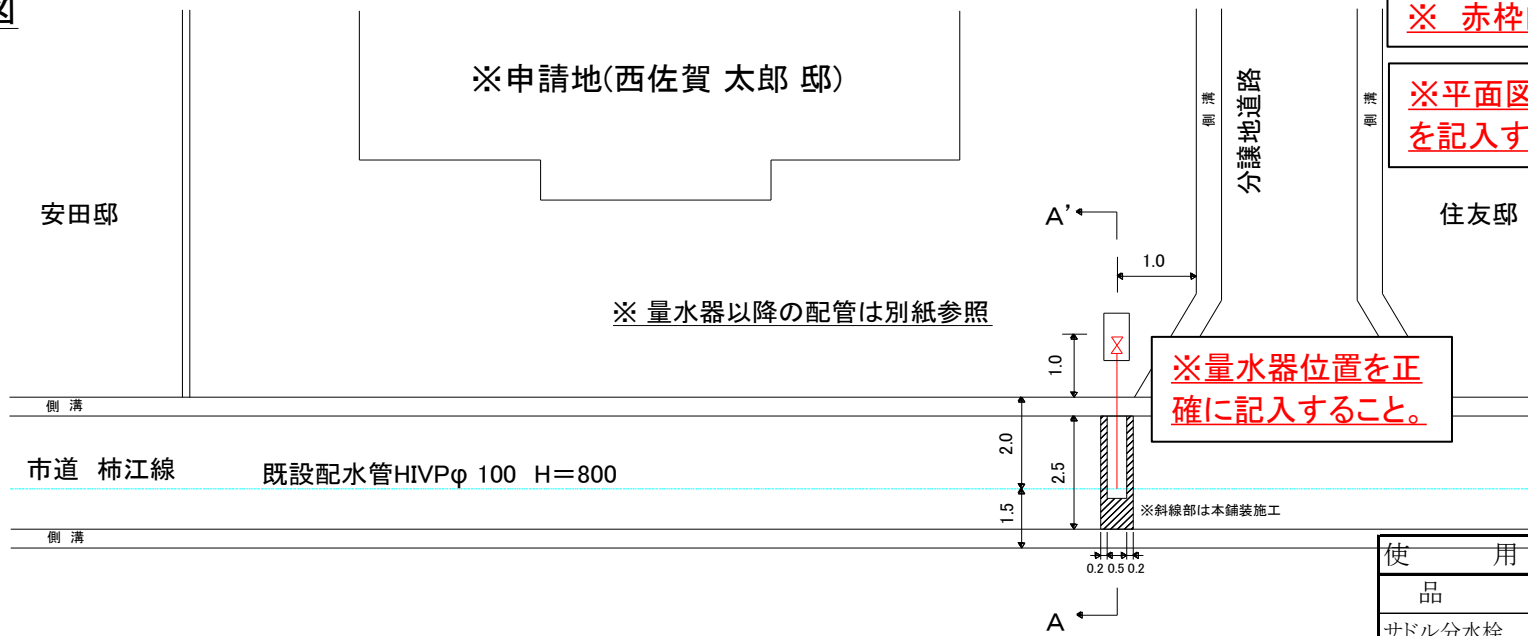 図
※ 赤枠
※平面図
を記入す
※申請地(西佐賀 太郎 邸)
側溝
分譲地道路
側溝
安田邸
住友邸
A'
1.0
※ 量水器以降の配管は別紙参照
1.0
※量水器位置を正
確に記入すること。
側 溝
2.0
2.5
市道 柿江線
既設配水管HIVPφ 100 H=800
1.5
※斜線部は本鋪装施工
側 溝
0.2 0.5 0.2
A
使 用
品
サドル分水栓